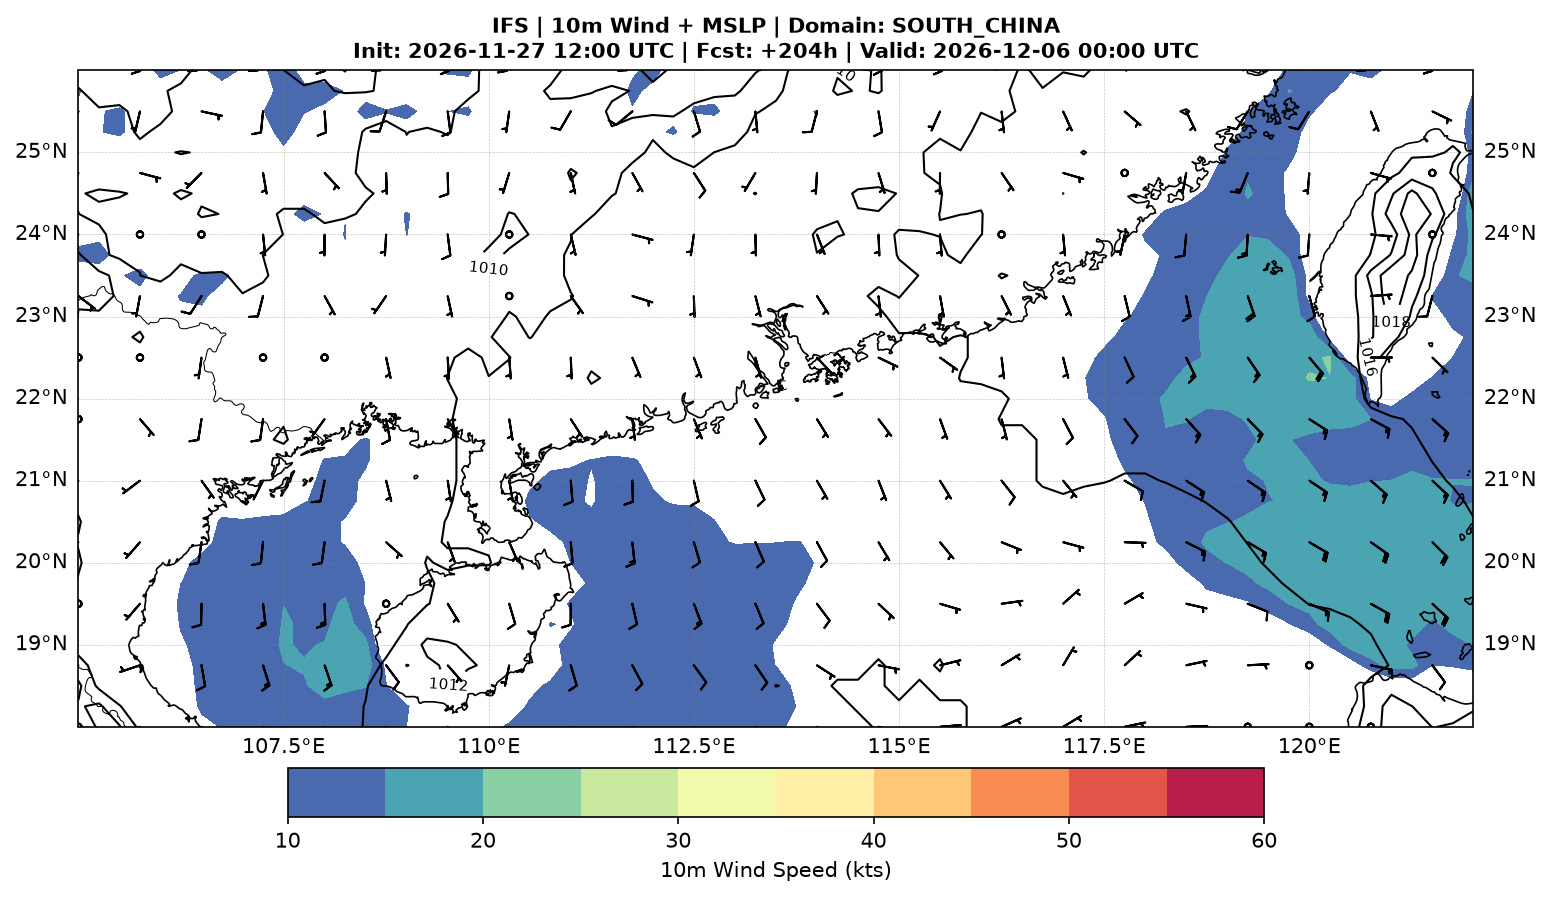 IFS | 10m Wind + MSLP | Domain: SOUTH_CHINA
Init: 2026-11-27 12:00 UTC | Fcst: +204h | Valid: 2026-12-06 00:00 UTC
25°N
24°N
23°N
22°N
21°N
20°N
19°N
1010
1012
1018
1016
25°N
24°N
23°N
22°N
21°N
20°N
19°N
107.5°E
110°E
112.5°E
115°E
117.5°E
120°E
10
20
30
40
50
60
10m Wind Speed (kts)